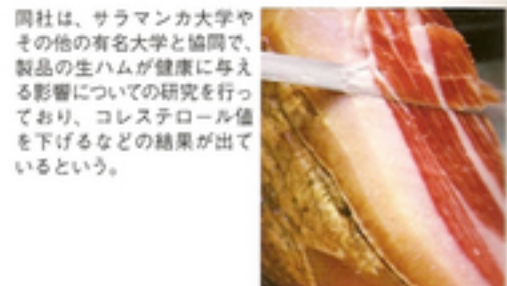 同社は、サラマンカ大学や
その他の有名大学と協同で、
製品の生ハムが健康に与え
る影響についての研究を行っ
ており、コレステロール値
を下げるなどの結果が出て
いるという。